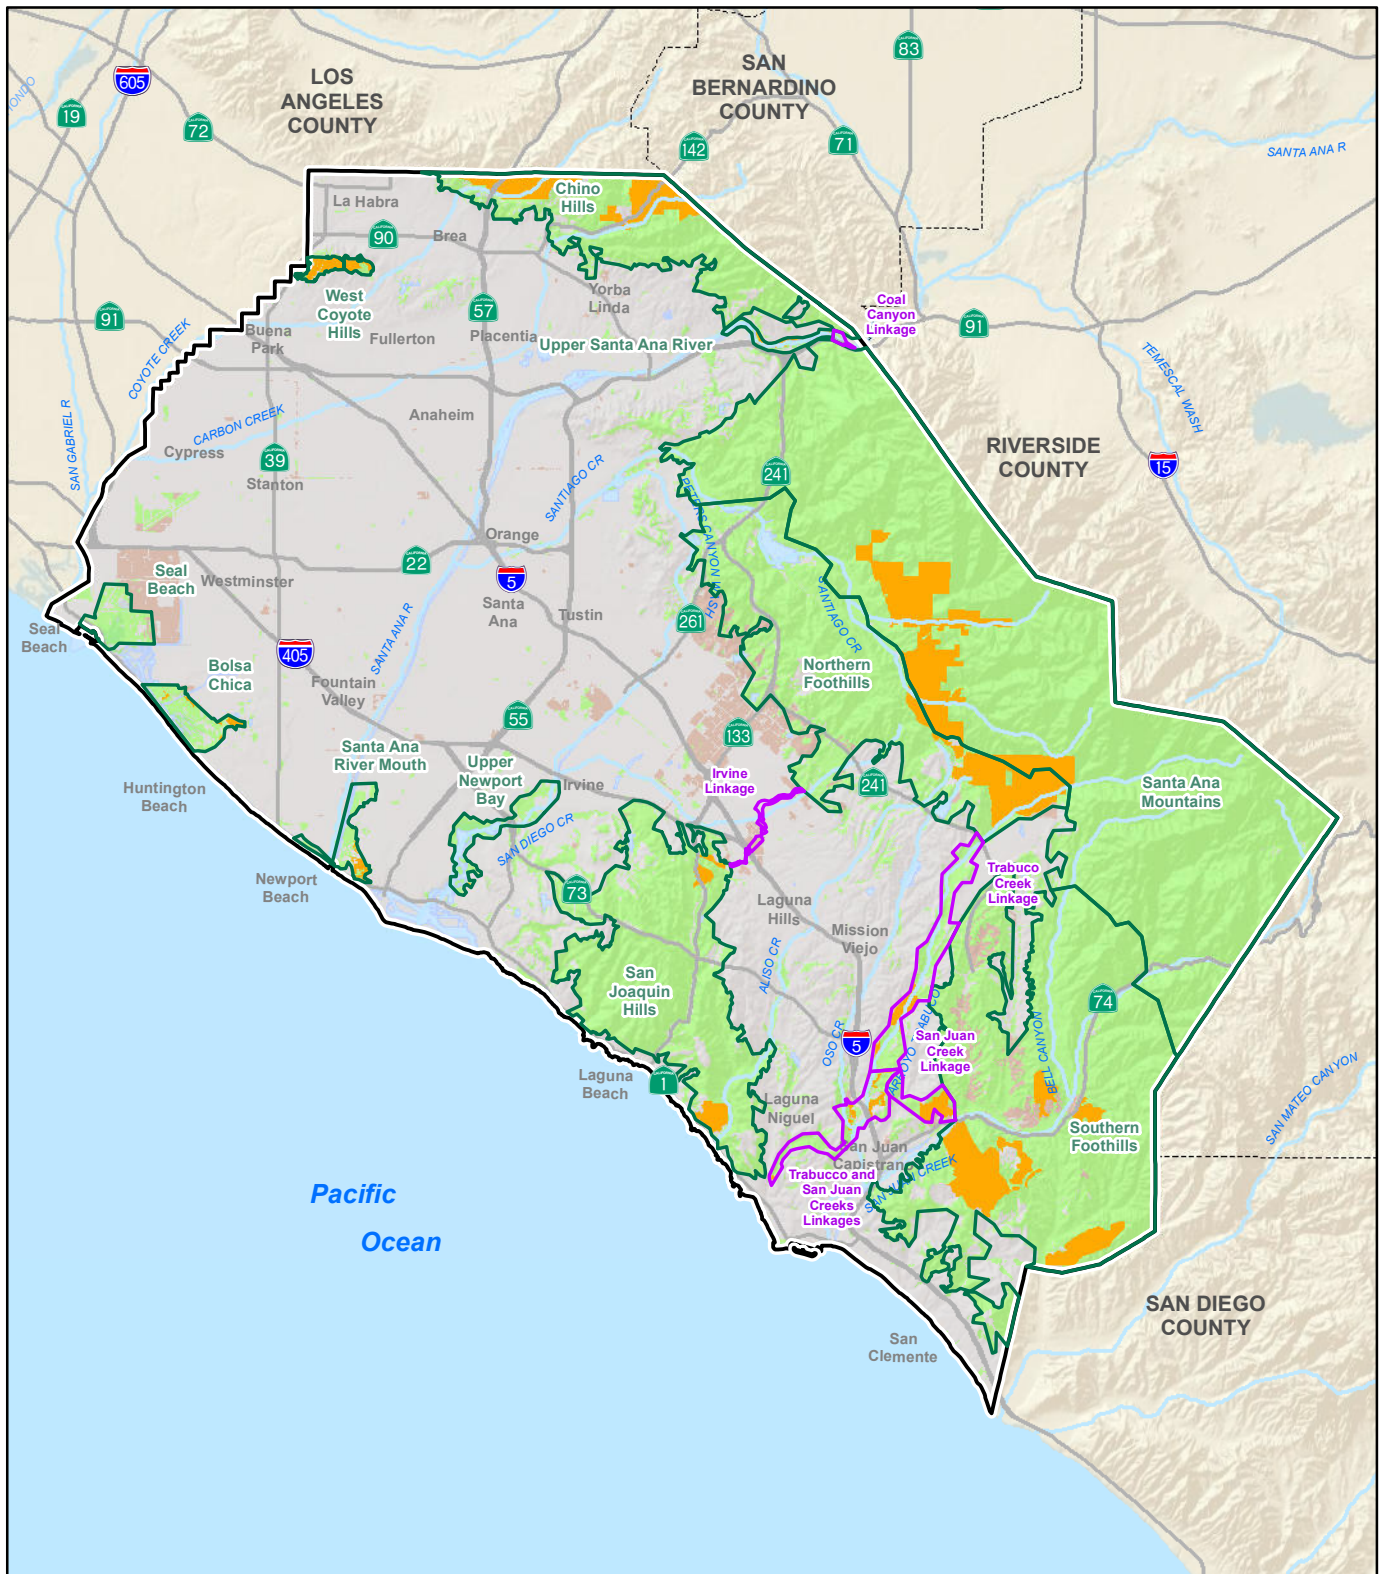 LOS
ANGELES
COUNTY
SAN
BERNARDINO
COUNTY
83
605
19
72
142
71
SANTA ANA R
La Habra
Chino
Hills
90
Brea
West
Coyote
Hills
Yorba
Linda
57
Coal
Canyon
Linkage
91
91
Buena
Park
Fullerton
Placentia
Upper Santa Ana River
COYOTE CREEK
TEMESCAL WASH
SAN GABRIEL R
CARBON CREEK
Anaheim
Cypress
39
Stanton
RIVERSIDE
COUNTY
15
241
SANTIAGO CR
PETERS CANYON
Orange
22
5
Santa
Ana
Tustin
Seal
Beach
Westminster
261
SANTIAGO CR
Seal
Beach
405
SANTA ANA R
Bolsa
Chica
Fountain
Valley
Northern
Foothills
55
133
Santa Ana
River Mouth
Upper
Newport
Bay
Irvine
Irvine
Linkage
241
Santa Ana
Mountains
Huntington
Beach
SAN DIEGO CR
Newport
Beach
73
Trabuco
Creek
Linkage
Laguna
Hills
Mission
Viejo
ALISO CR
San
Joaquin
Hills
74
OSO CR
5
ARROYO
San Juan
Creek
Linkage
BELL CANYON
Laguna
Beach
1
Laguna
Niguel
SAN MATEO CANYON
Southern
Foothills
San Juan
Capistrano
SAN JUAN CREEK
Trabucco and
San Juan
Creeks
Linkages
Pacific
Ocean
SAN DIEGO
COUNTY
San
Clemente